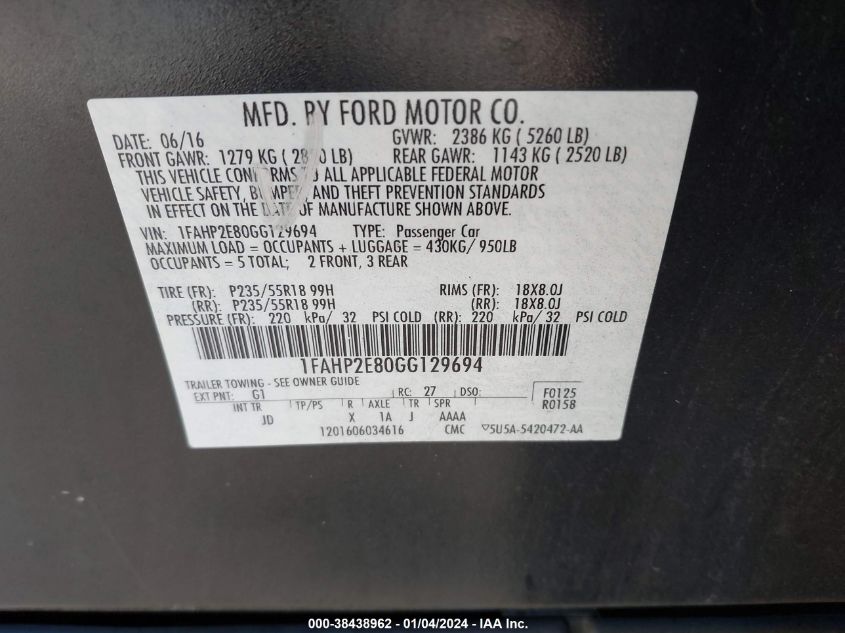 MFD. BY FORD MOTOR CO.
DATE: 06/16 GVWR: 2386 KG ( 5260 LB)
FRONT GAWR: 1279 KG ( LB) REAR GAWR: 1143 KG ( 2520 LB)
THIS VEHICLE CONFORMS TO ALL APPLICABLE FEDERAL MOTOR
VEHICLE SAFETY, BUMPER, AND THEFT PREVENTION STANDARDS
IN EFFECT ON THE DATE OF MANUFACTURE SHOWN ABOVE.
VIN: 1FAHP2E80GG129694 TYPE: Passenger Car
MAXIMUM LOAD = OCCUPANTS + LUGGAGE = 430KG/ 950LB
OCCUPANTS = 5 TOTAL; 2 FRONT, 3 REAR
TIRE (FR): P235/55R18 99H RIMS (FR): 18X8.0J
(RR): P235/55R18 99H (RR): 18X8.0J
PRESSURE (FR): 220 kPa/ 32 PSI COLD (RR): 220 kPa/ 32 PSI COLD
1FAHP2E80GG129694
TRAILER TOWING - SEE OWNER GUIDE
EXT PNT: G1 RC: 27 DSO: F0125
INT TR TP/PS R AXLE TR SPR R0158
JD X 1A J AAAA
1201606034616 CMC ▽5U5A-5420472-AA
000-38438962 - 01/04/2024 - IAA Inc.